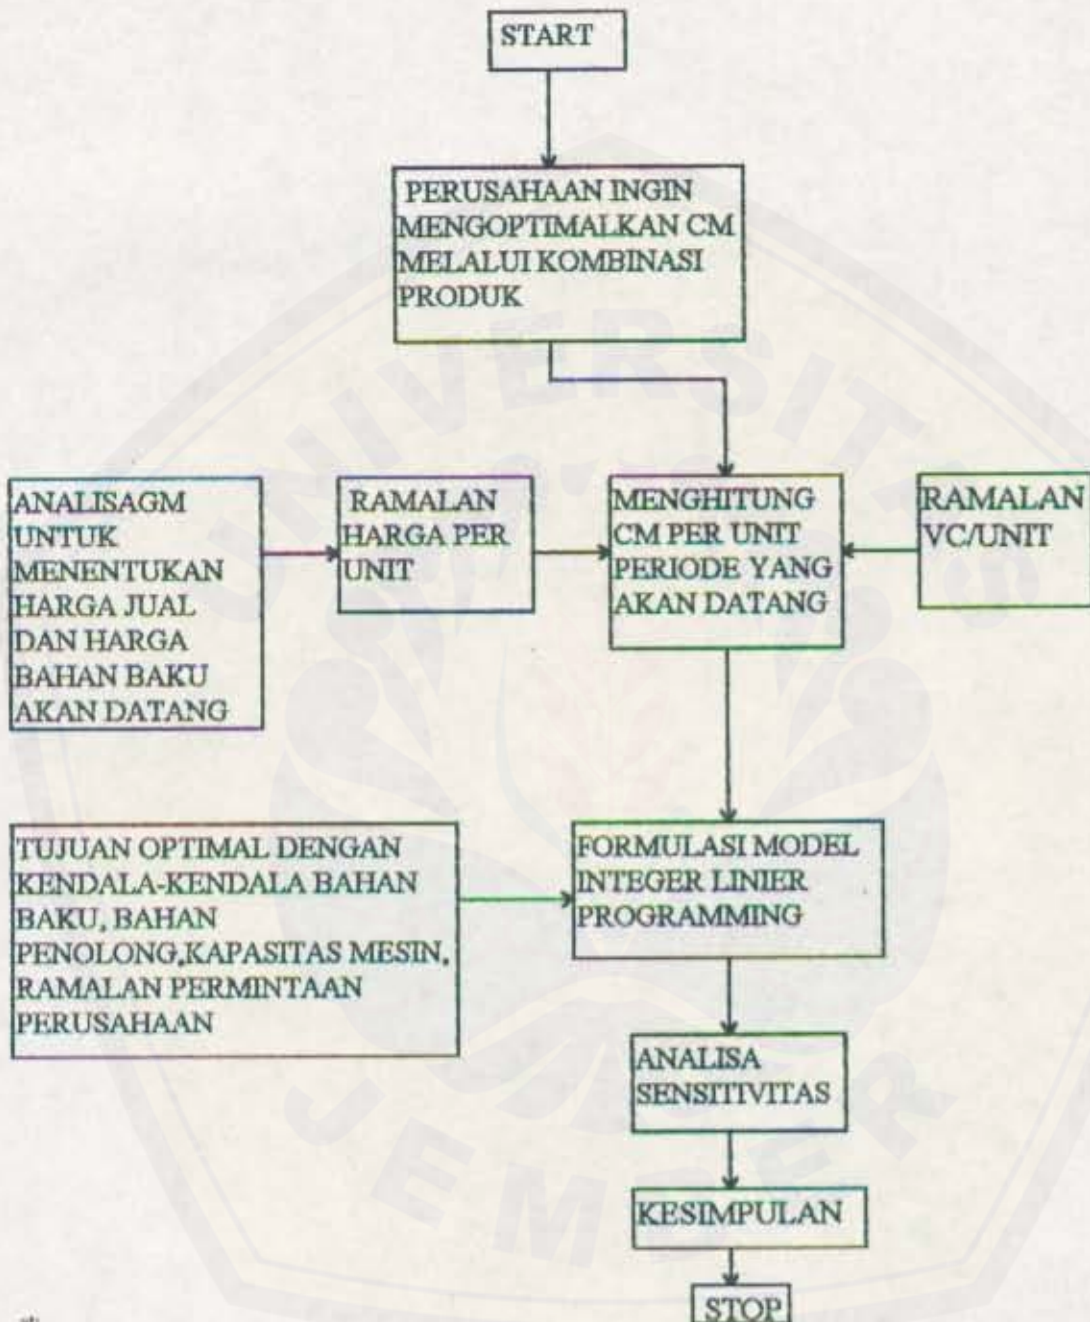 START
PERUSAHAAN INGIN
MENGOPTIMALKAN CM
MELALUI KOMBINASI
PRODUK
ANALISAGM
UNTUK
MENENTUKAN
HARGA JUAL
DAN HARGA
BAHAN BAKU
AKAN DATANG
RAMALAN
HARGA PER
UNIT
MENGHITUNG
CM PER UNIT
PERIODE YANG
AKAN DATANG
RAMALAN
VC/UNIT
TUJUAN OPTIMAL DENGAN
KENDALA-KENDALA BAHAN
BAKU, BAHAN
PENOLONG,KAPASITAS MESIN,
RAMALAN PERMINTAAN
PERUSAHAAN
FORMULASI MODEL
INTEGER LINIER
PROGRAMMING
ANALISA
SENSITIVITAS
KESIMPULAN
STOP
UNIVERSITAS
JEMBER